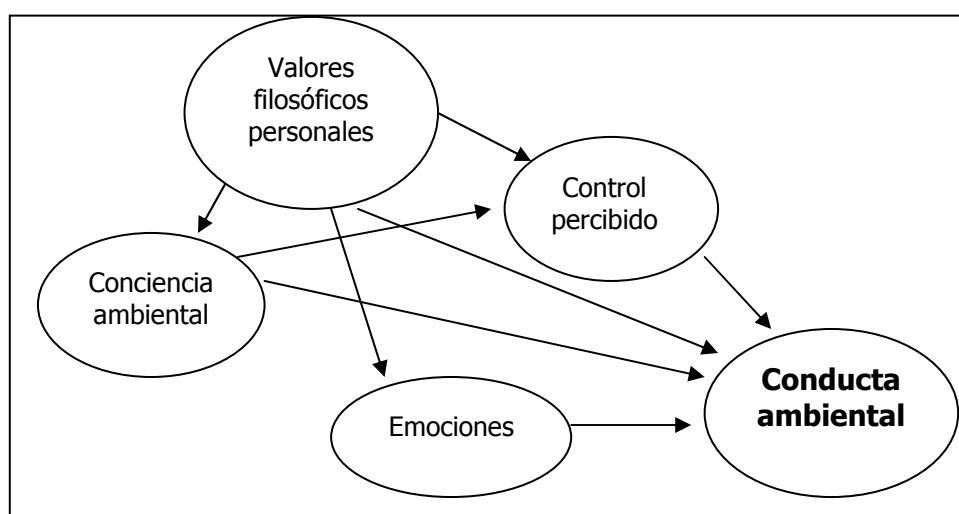 Valores
filosóficos
personales
Control
percibido
Conciencia
ambiental
Conducta
ambiental
Emociones